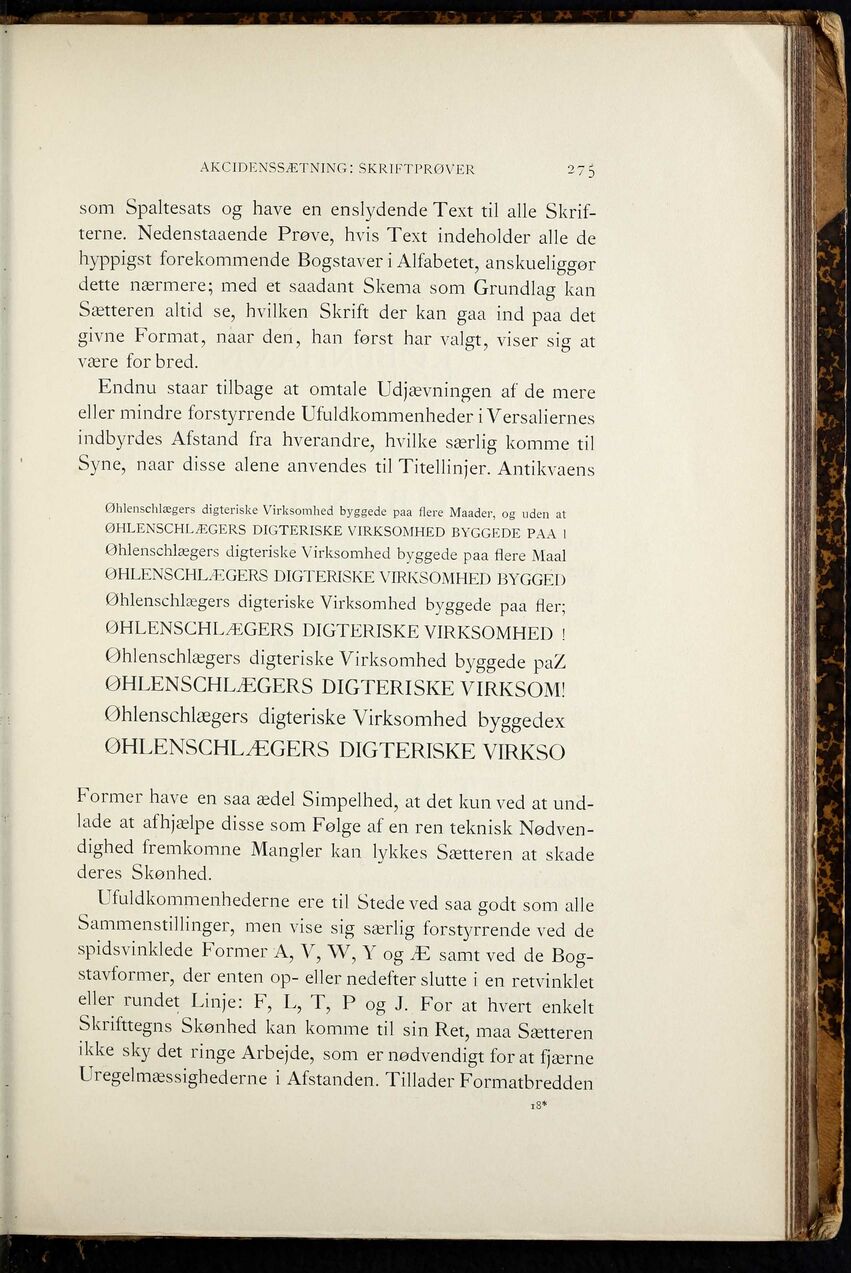 AKCIDENSSÆTNING: SKRIFTPRØVER 275
som Spaltesats og have en enslydende Text til alle Skrif-
terne. Nedenstaaende Prøve, hvis Text indeholder alle de
hyppigst forekommende Bogstaver i Alfabetet, anskueliggør
dette nærmere; med et saadant Skema som Grundlag kan
Sætteren altid se, hvilken Skrift der kan gaa ind paa det
givne Format, naar den, han først har valgt, viser sig at
være for bred.
Endnu staar tilbage at omtale Udjævningen af de mere
eller mindre forstyrrende Ufuldkommenheder i Versaliernes
indbyrdes Afstand fra hverandre, hvilke særlig komme til
Syne, naar disse alene anvendes til Titellinjer. Antikvaens
Øhlenschlægers digteriske Virksomhed byggede paa flere Maader, og uden at
ØHLENSCHLÆGERS DIGTERISKE VIRKSOMHED BYGGEDE PAA I
Øhlenschlægers digteriske Virksomhed byggede paa flere Maal
ØHLENSCHLÆGERS DIGTERISKE VIRKSOMHED BYGGED
Øhlenschlægers digteriske Virksomhed byggede paa fler;
ØHLENSCHLÆGERS DIGTERISKE VIRKSOMHED !
Øhlenschlægers digteriske Virksomhed byggede paZ
ØHLENSCHLÆGERS DIGTERISKE VIRKSOM!
Øhlenschlægers digteriske Virksomhed byggedex
ØHLENSCHLÆGERS DIGTERISKE VIRKSO
Former have en saa ædel Simpelhed, at det kun ved at und-
lade at afhjælpe disse som Følge af en ren teknisk Nødven-
dighed fremkomne Mangler kan lykkes Sætteren at skade
deres Skønhed.
Ufuldkommenhederne ere til Stede ved saa godt som alle
Sammenstillinger, men vise sig særlig forstyrrende ved de
spidsvinklede Former A, V, W, Y og Æ samt ved de Bog-
stavformer, der enten op- eller nedefter slutte i en retvinklet
eller rundet Linje: F, L, T, P og J. For at hvert enkelt
Skrifttegns Skønhed kan komme til sin Ret, maa Sætteren
ikke sky det ringe Arbejde, som er nødvendigt for at fjærne
Uregelmæssighederne i Afstanden. Tillader Formatbredden
18*